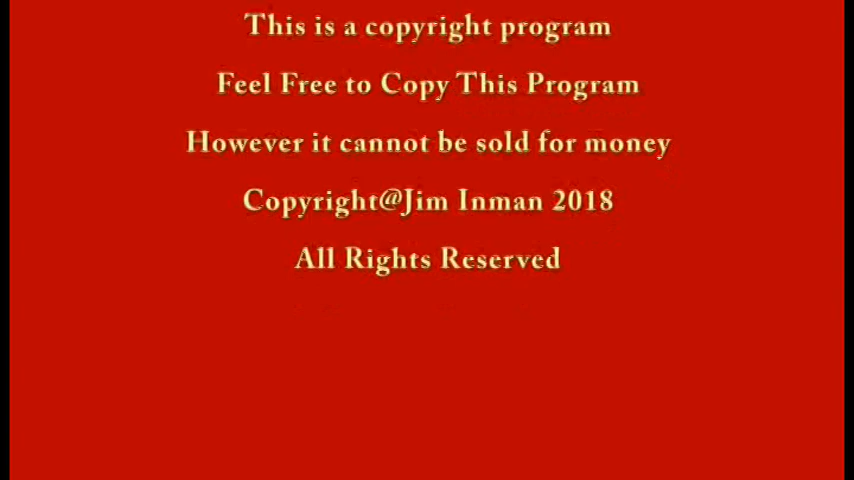 This is a copyright program
Feel Free to Copy This Program
However it cannot be sold for money
Copyright@Jim Inman 2018
All Rights Reserved